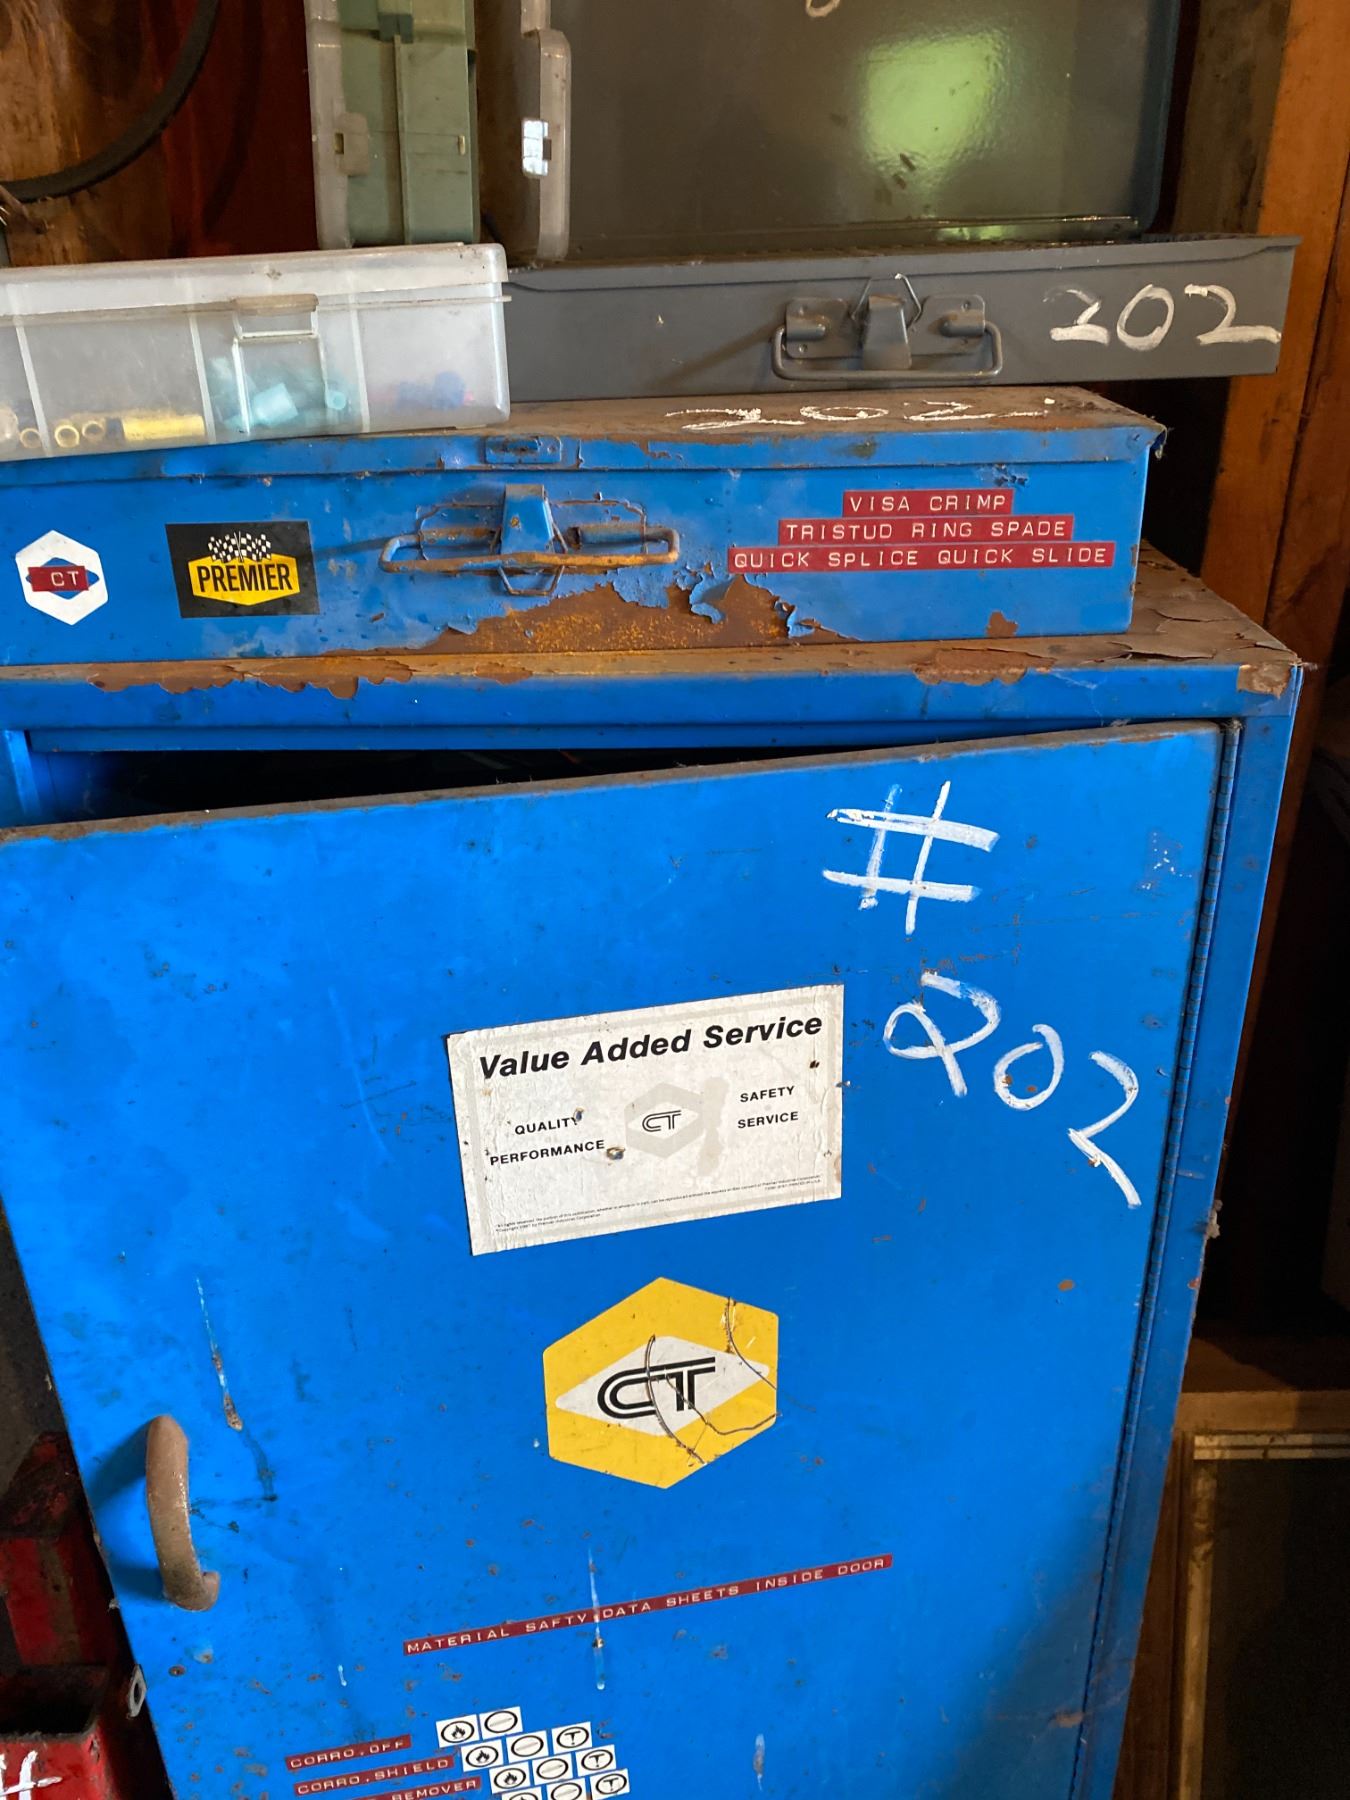 202
202
VISA CRIMP
TRISTUD RING SPADE
QUICK SPLICE QUICK SLIDE
CT
PREMIER
#
202
Value Added Service
QUALITY
PERFORMANCE
CT
SAFETY
SERVICE
CT
MATERIAL SAFTY DATA SHEETS INSIDE DOOR
CORRO.OFF
CORRO.SHIELD
REMOVER